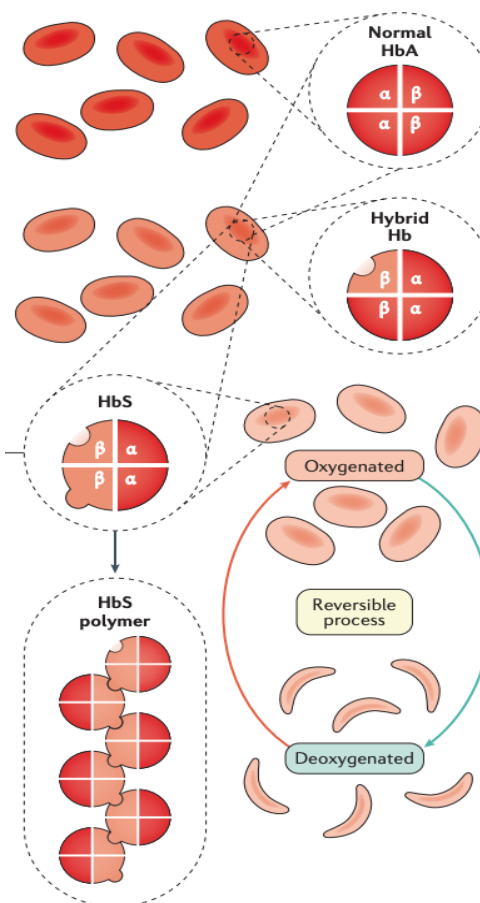 Normal
HbA
α β
α β
Hybrid
Hb
β α
β α
HbS
β α
β α
Oxygenated
Reversible
process
Deoxygenated
HbS
polymer